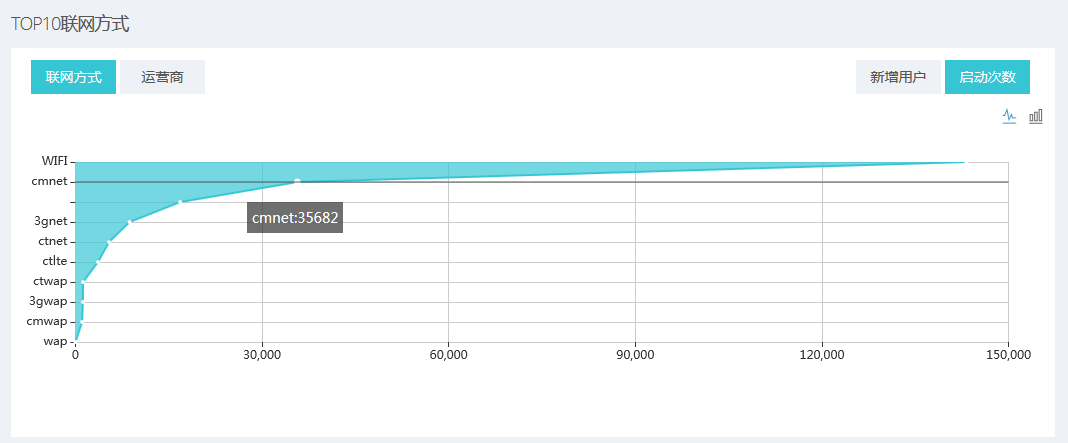 TOP10联网方式
联网方式 运营商 新增用户 启动次数
WIFI
cmnet
cmnet:35682
3gnet
ctnet
ctlte
ctwap
3gwap
cmwap
wap
0 30,000 60,000 90,000 120,000 150,000